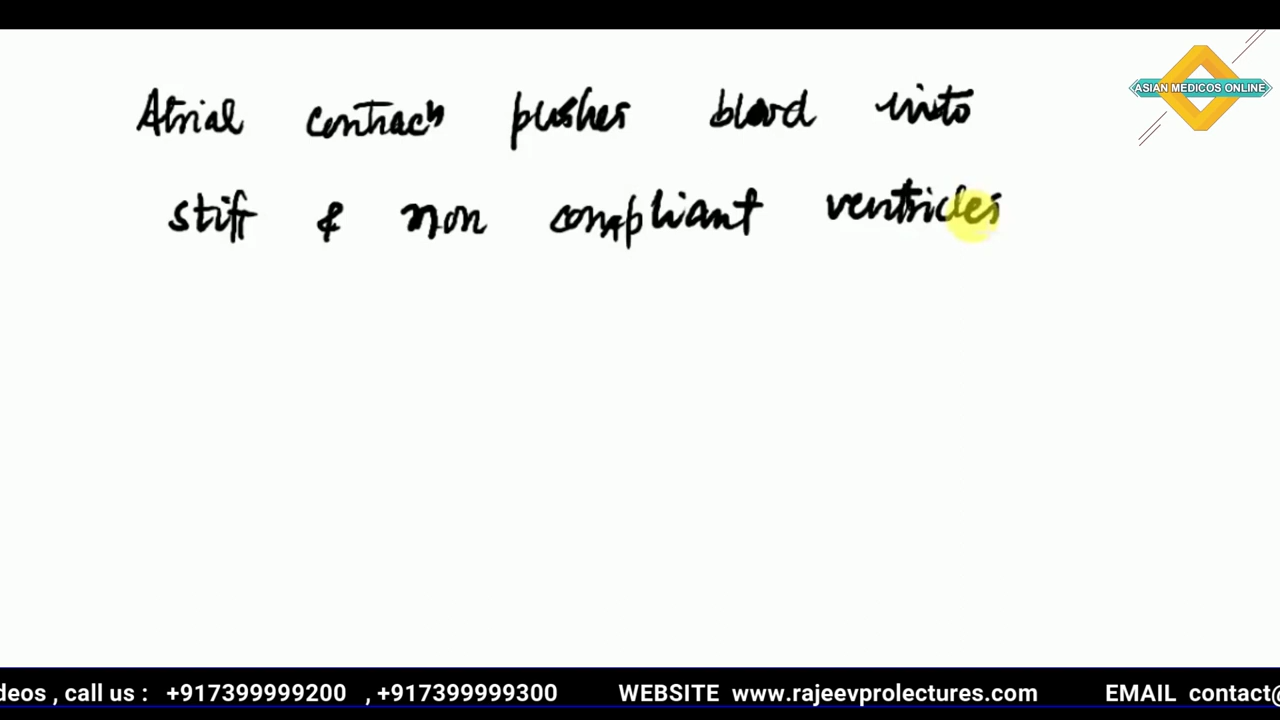 Atrial contracn pushes blood into
ASIAN MEDICOS ONLINE
stiff & non compliant ventricles
deos , call us : +917399999200 , +917399999300 WEBSITE www.rajeevprolectures.com EMAIL contact@